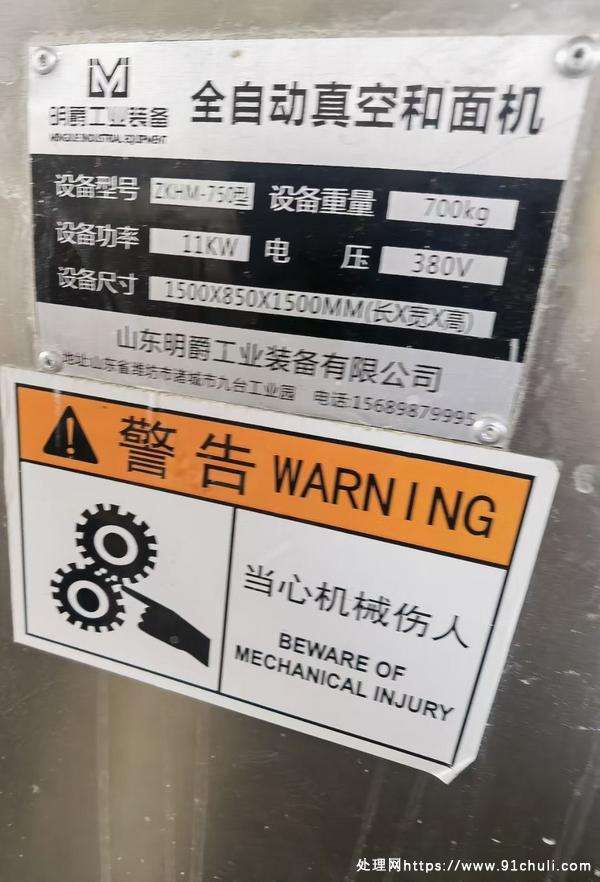 明爵工业装备
MINGJUE INDUSTRIAL EQUIPMENT
全自动真空和面机
设备型号 ZKHM-750型 设备重量 700kg
设备功率 11KW 电 压 380V
设备尺寸 1500X850X1500MM(长X宽X高)
山东明爵工业装备有限公司
地址:山东省潍坊市诸城市九台工业园 电话:15689879995
警告 WARNING
当心机械伤人
BEWARE OF
MECHANICAL INJURY
处理网https://www.91chuli.com